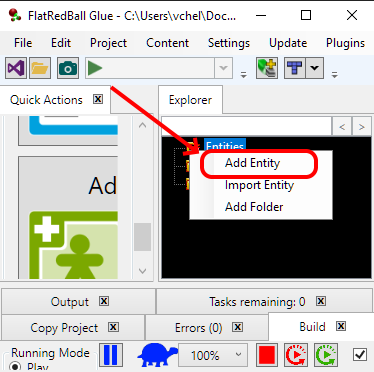 FlatRedBall Glue - C:\Users\vchel\Doc...
File Edit Project Content Settings Update Plugins
Quick Actions
Explorer
< >
Entities
Ad
Add Entity
Import Entity
Add Folder
Output
Tasks remaining: 0
Copy Project
Errors (0)
Build
Running Mode
Play
100%